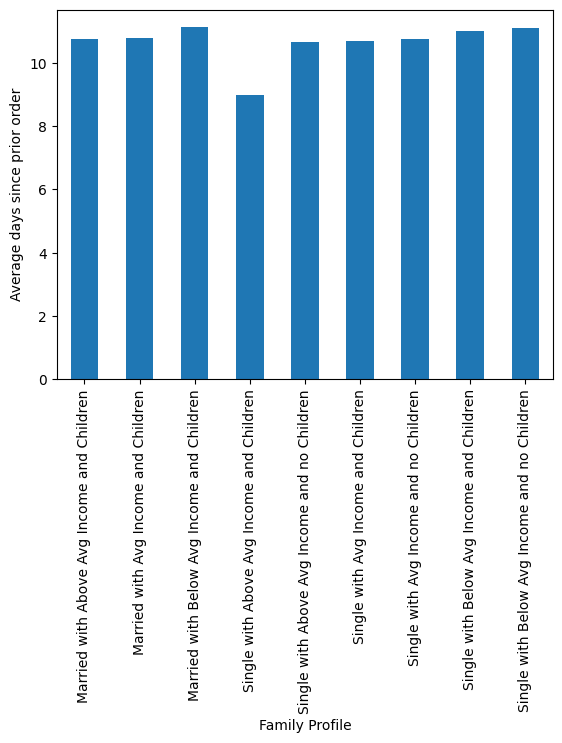 Average days since prior order
10
8
6
4
2
0
Married with Above Avg Income and Children
Married with Avg Income and Children
Married with Below Avg Income and Children
Single with Above Avg Income and Children
Single with Above Avg Income and no Children
Single with Avg Income and Children
Single with Avg Income and no Children
Single with Below Avg Income and Children
Single with Below Avg Income and no Children
Family Profile